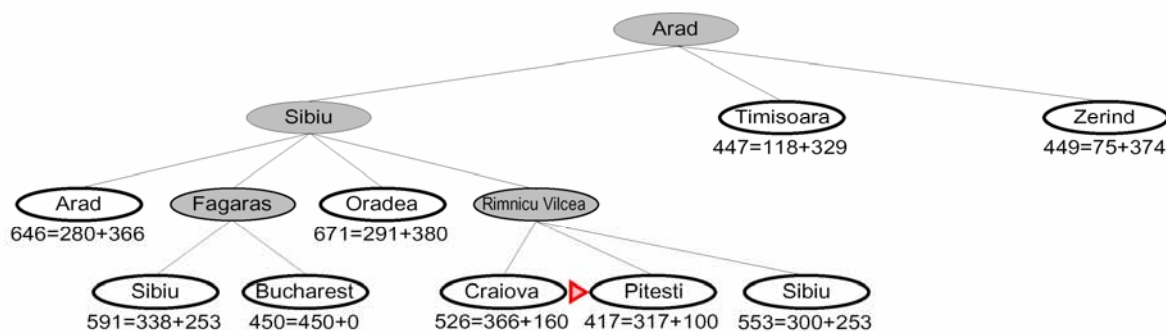 Arad
Sibiu
Timisoara
Zerind
447=118+329
449=75+374
Arad
Fagaras
Oradea
Rimnicu Vilcea
646=280+366
671=291+380
Sibiu
Bucharest
Craiova
Pitesti
Sibiu
591=338+253
450=450+0
526=366+160
417=317+100
553=300+253